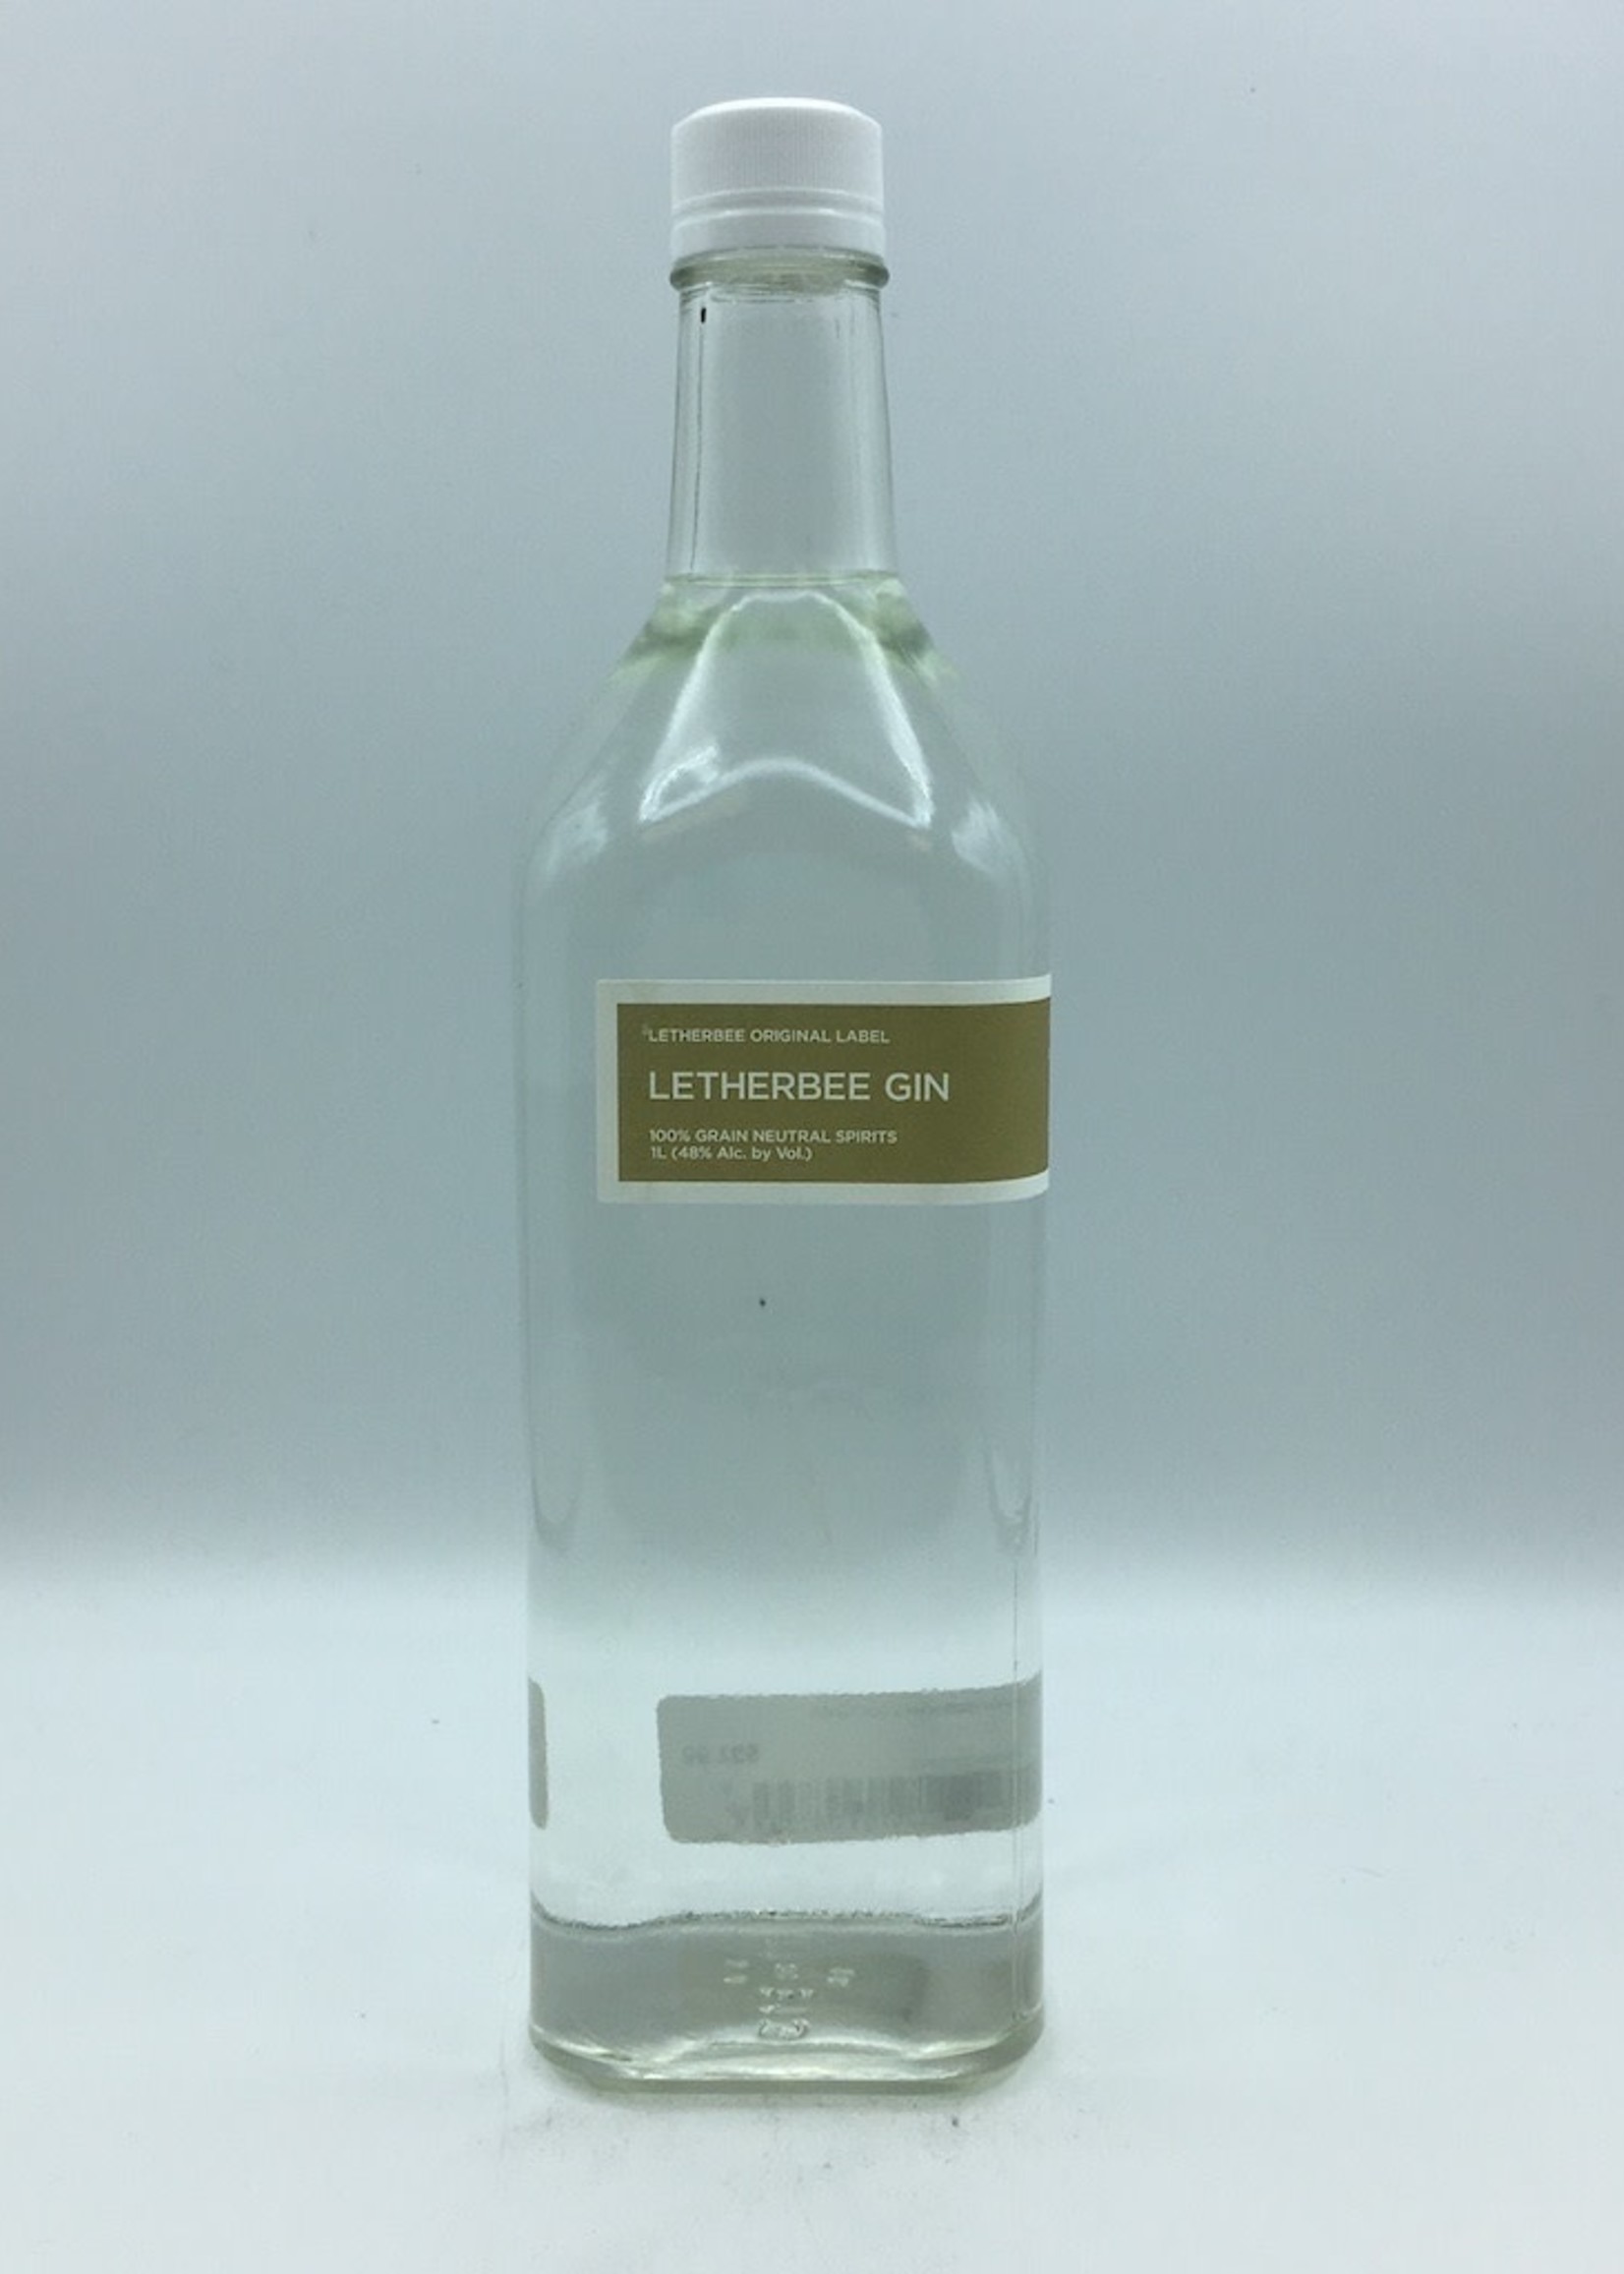 LETHERBEE ORIGINAL LABEL
LETHERBEE GIN
100% GRAIN NEUTRAL SPIRITS
1L (48% Alc. by Vol.)